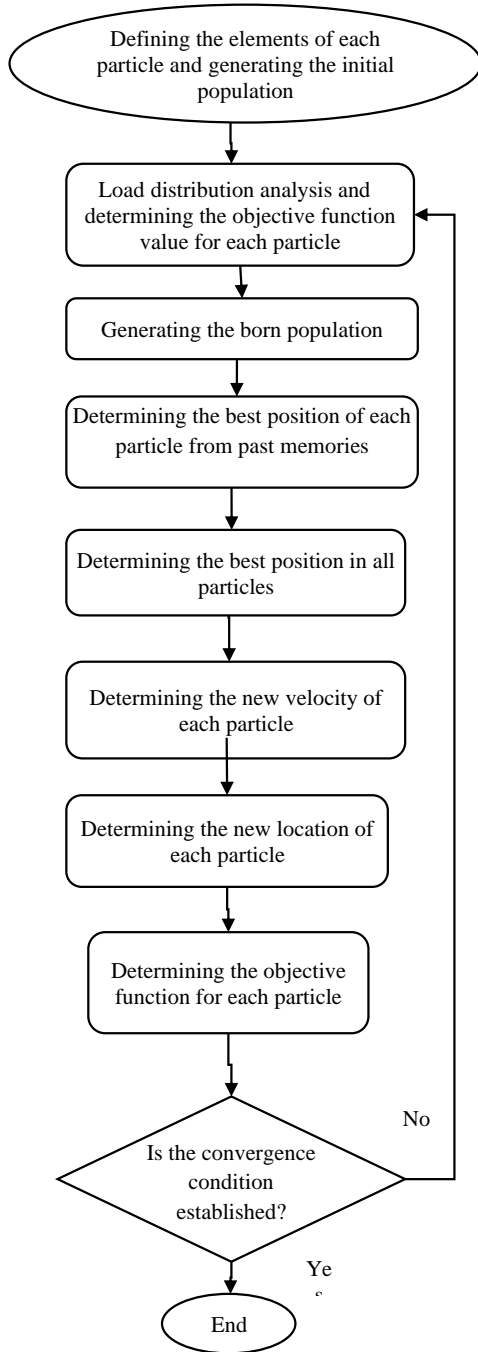 Defining the elements of each
particle and generating the initial
population
Load distribution analysis and
determining the objective function
value for each particle
Generating the born population
Determining the best position of each
particle from past memories
Determining the best position in all
particles
Determining the new velocity of
each particle
Determining the new location of
each particle
Determining the objective
function for each particle
No
Is the convergence
condition
established?
Ye
s
End